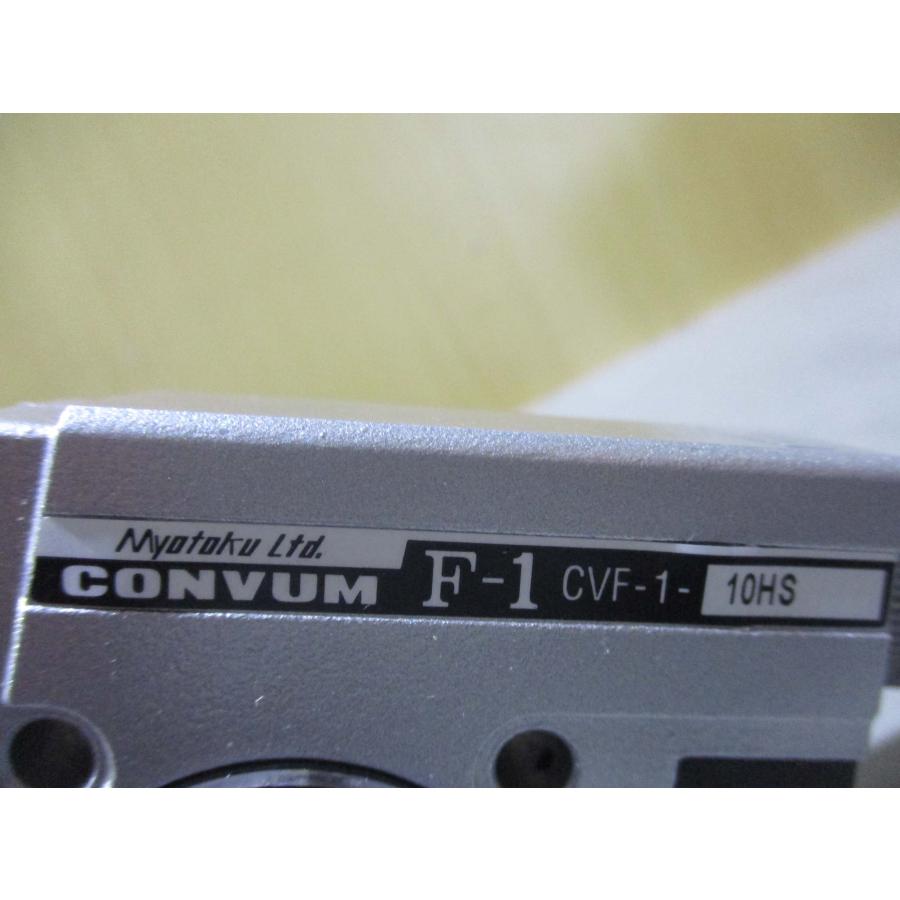 Myotoku Ltd.
CONVUM F-1 CVF-1- 10HS